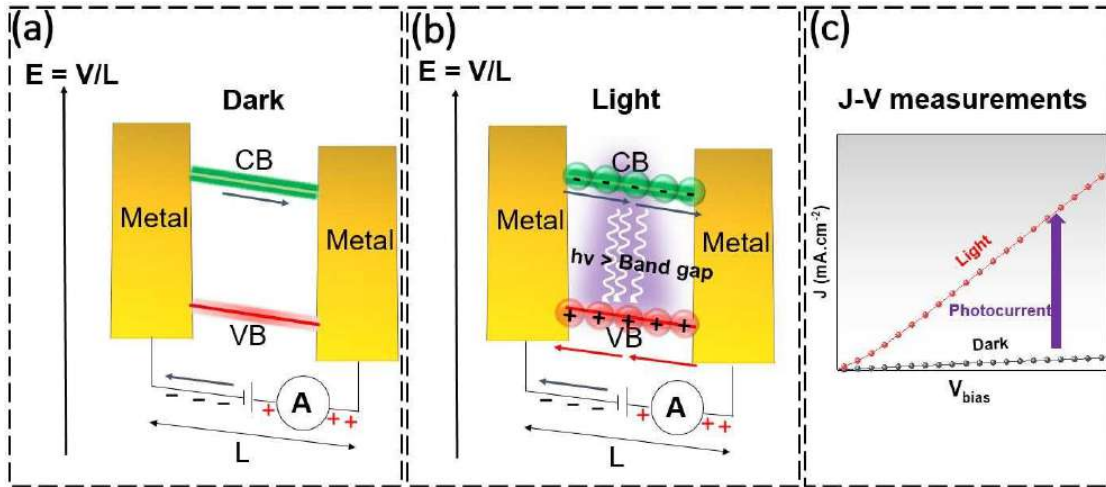 (a)
E = V/L
Dark
CB
Metal
Metal
VB
- - -
+
A
+ +
L
(b)
E = V/L
Light
CB
- - - - -
Metal
Metal
hv > Band gap
+ + + + +
VB
- - -
+
A
+ +
L
(c)
J-V measurements
J (mA.cm-2)
Light
Photocurrent
Dark
Vbias